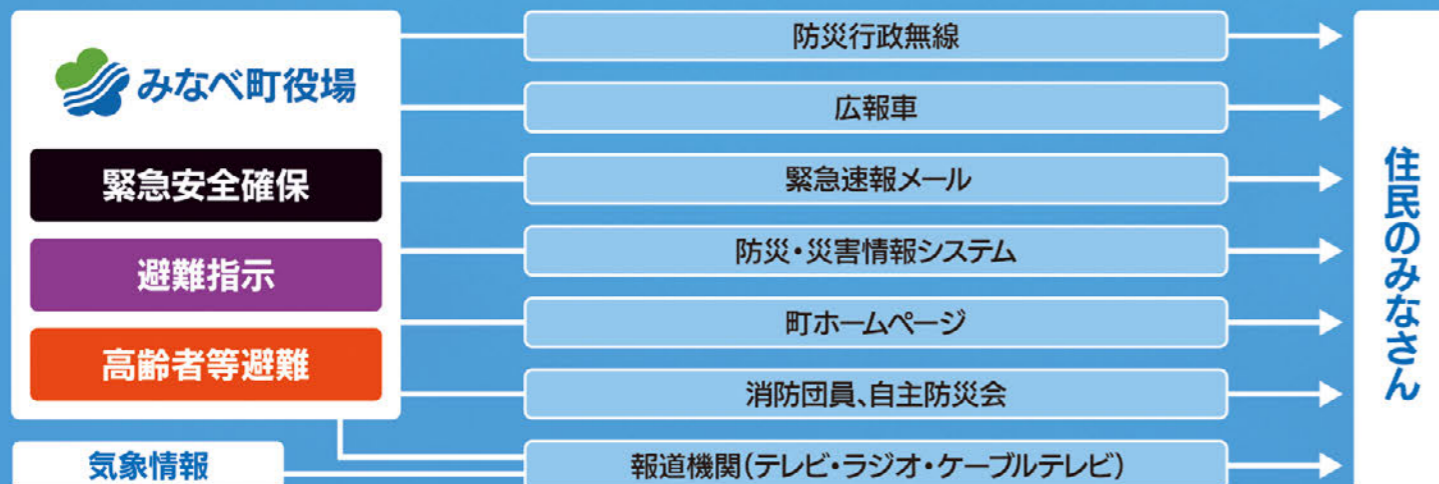 みなべ町役場
緊急安全確保
避難指示
高齢者等避難
気象情報
防災行政無線
広報車
緊急速報メール
防災・災害情報システム
町ホームページ
消防団員、自主防災会
報道機関(テレビ・ラジオ・ケーブルテレビ)
住民のみなさん